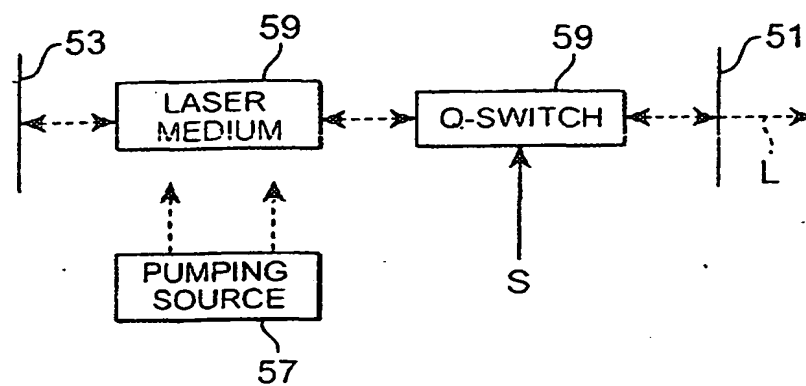 53
59
59
51
LASER
MEDIUM
Q-SWITCH
L
PUMPING
SOURCE
S
57